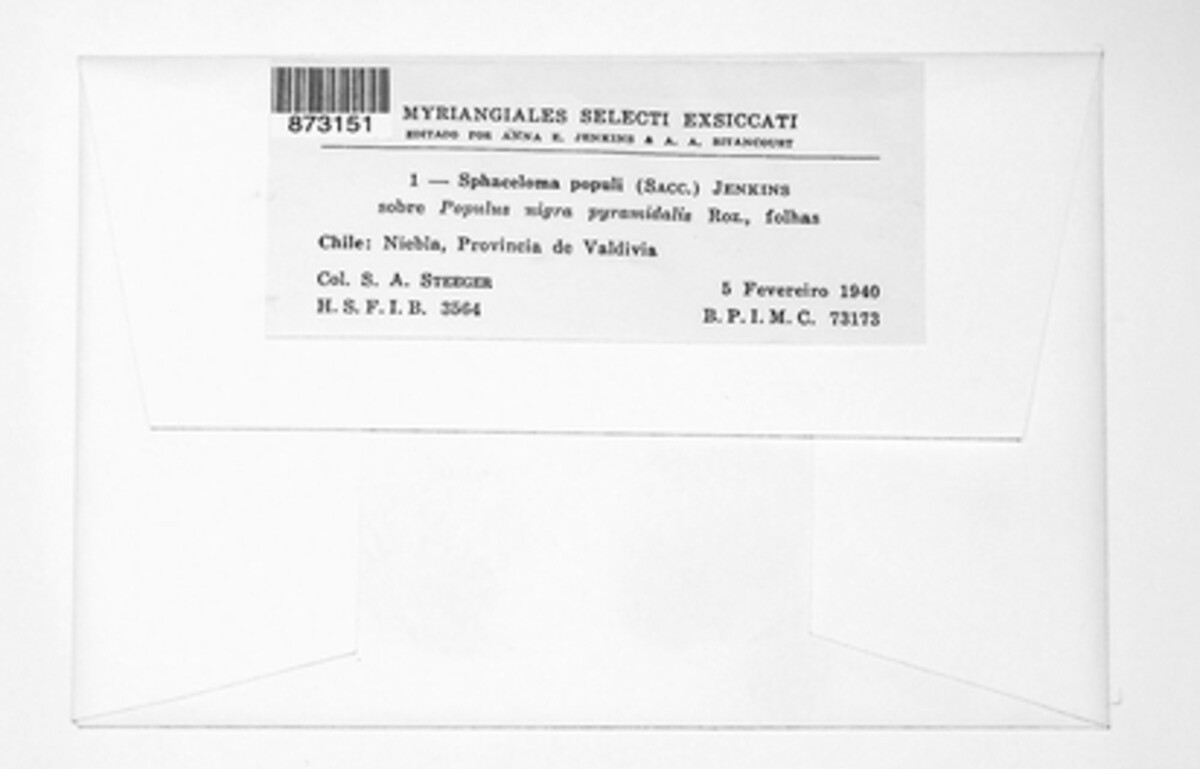 873151
MYRIANGIALES SELECTI EXSICCATI
EDITADO POR ANNA E. JENKINS & A. A. BITANCOURT
1 — Sphaceloma populi (SACC.) JENKINS
sobre Populus nigra pyramidalis Roz., folhas
Chile: Niebla, Provincia de Valdivia
Col. S. A. STEEGER
5 Fevereiro 1940
H. S. F. I. B. 3564
B. P. I. M. C. 73173